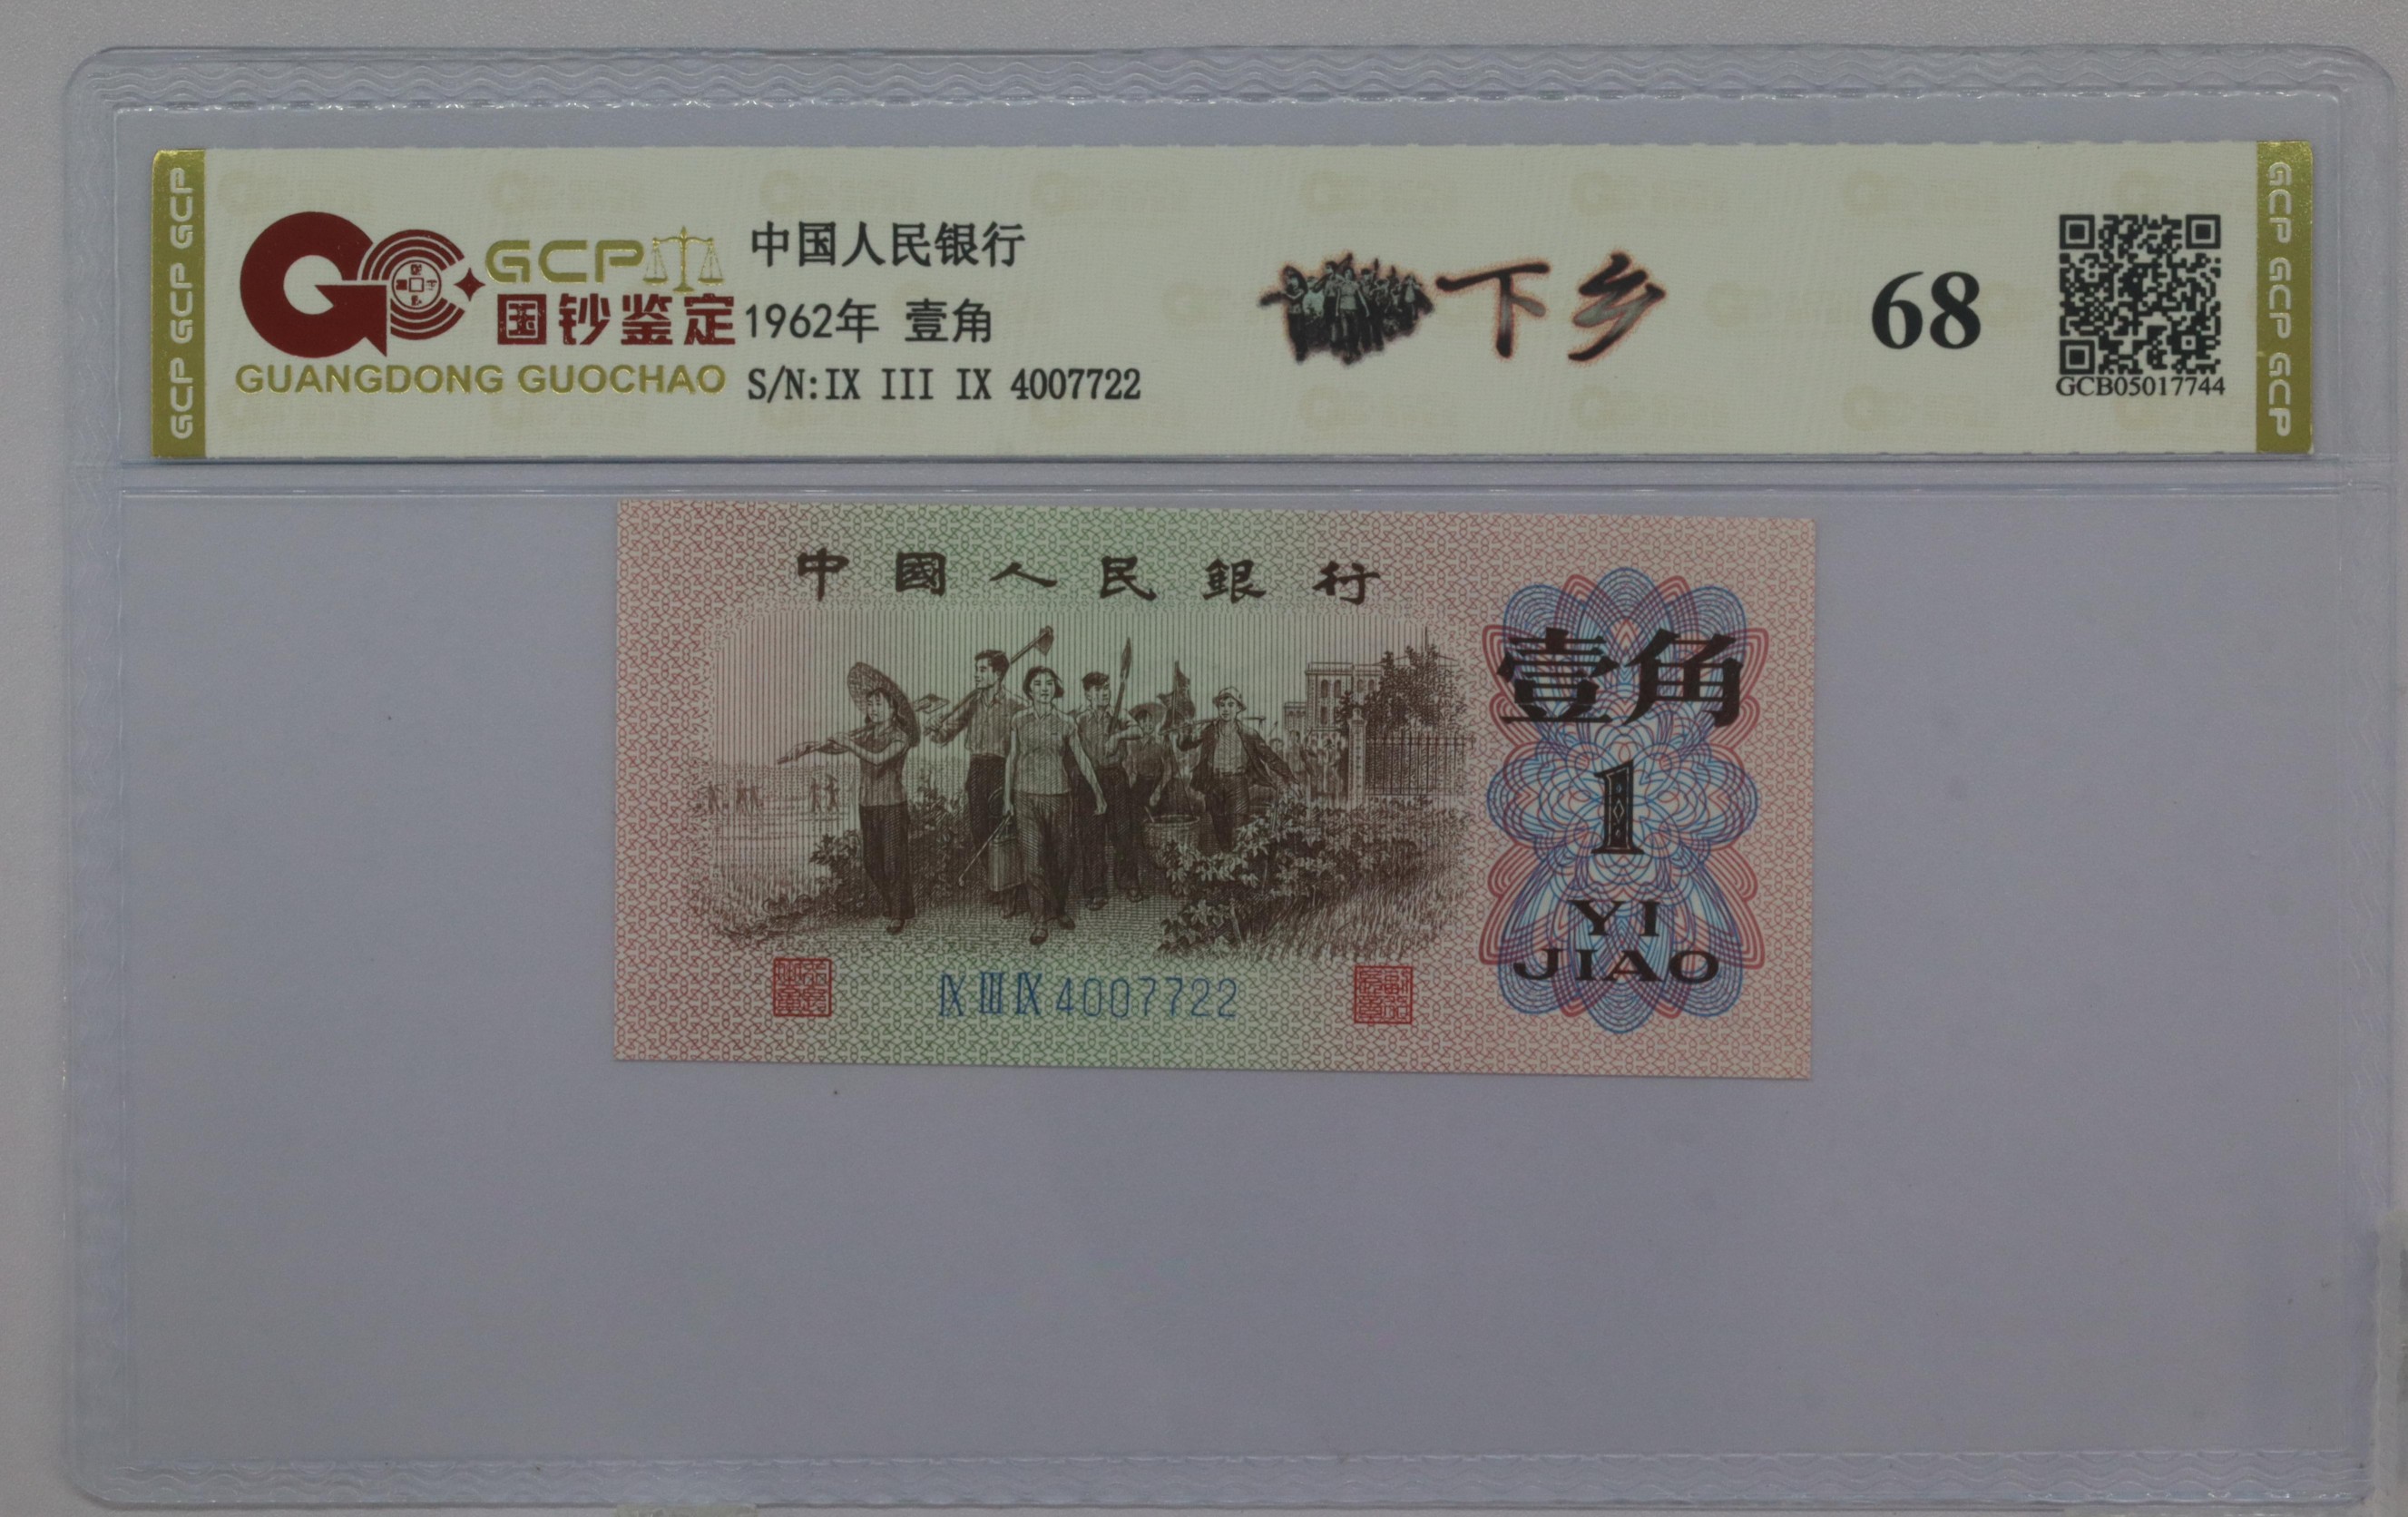 GCP GCP GCP
GCP
国钞鉴定
GUANGDONG GUOCHAO
中国人民银行
1962年 壹角
S/N:IX III IX 4007722
下乡
68
GCB05017744
GCP GCP GCP
中國人民銀行
壹角
1
YI
JIAO
IX III IX 4007722